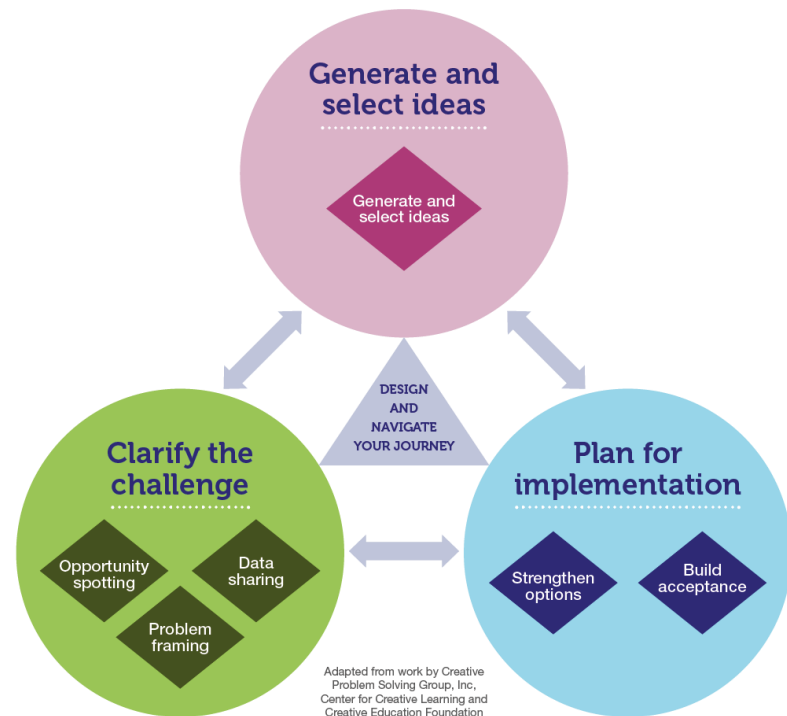 Generate and
select ideas
Generate and
select ideas
DESIGN
AND
NAVIGATE
YOUR JOURNEY
Clarify the
challenge
Opportunity
spotting
Data
sharing
Problem
framing
Plan for
implementation
Strengthen
options
Build
acceptance
Adapted from work by Creative
Problem Solving Group, Inc,
Center for Creative Learning and
Creative Education Foundation